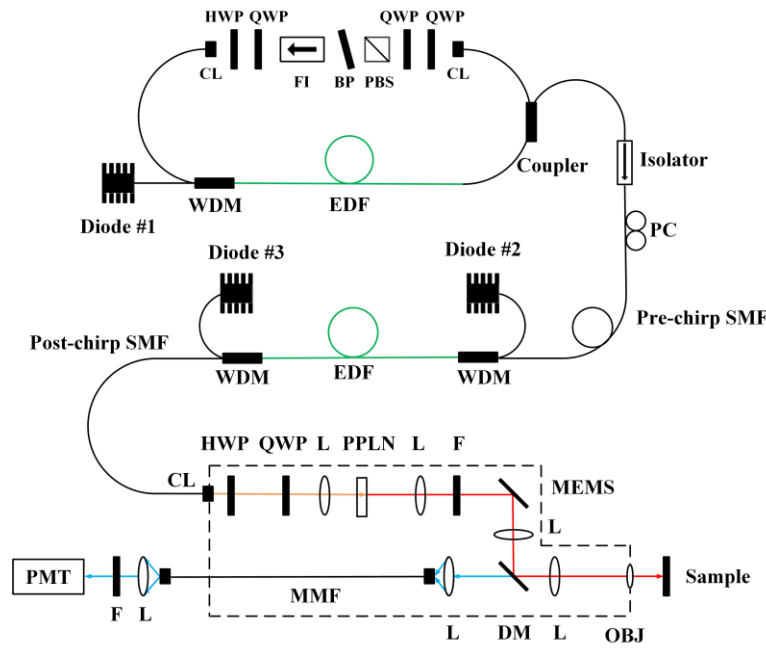 HWP QWP QWP QWP
CL FI BP PBS CL
Coupler Isolator
WDM EDF
Diode #1
PC
Diode #3 Diode #2
Pre-chirp SMF
Post-chirp SMF
WDM EDF WDM
HWP QWP L PPLN L F
CL MEMS
L
PMT Sample
MMF
F L L DM L OBJ